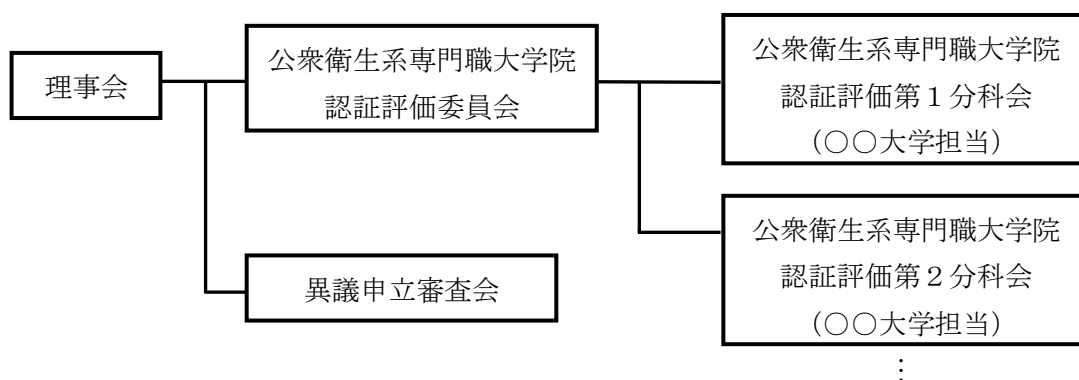 理事会
公衆衛生系専門職大学院
認証評価委員会
公衆衛生系専門職大学院
認証評価第１分科会
（○○大学担当）
異議申立審査会
公衆衛生系専門職大学院
認証評価第２分科会
（○○大学担当）
⋮